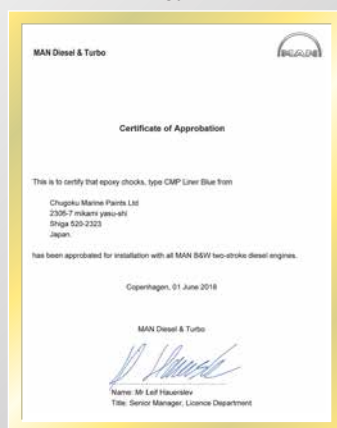 MAN Diesel & Turbo
MAN
Certificate of Approbation
This is to certify that epoxy chocks, type CMP Liner Blue from
Chugoku Marine Paints Ltd
2306-7 mikami yasu-shi
Shiga 520-2323
Japan.
has been approbated for installation with all MAN B&W two-stroke diesel engines.
Copenhagen, 01 June 2018
MAN Diesel & Turbo
Name: Mr Leif Hauerslev
Title: Senior Manager, Licence Department